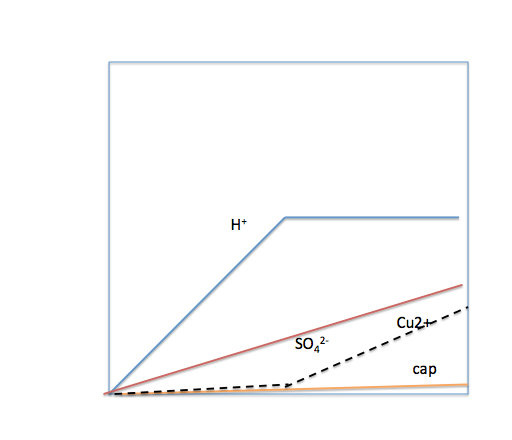 H⁺
Cu2+
SO₄²⁻
cap